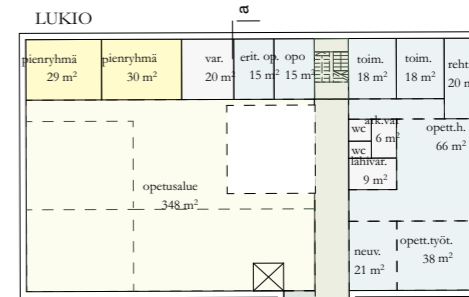 LUKIO
a
pienryhmä
29 m²
pienryhmä
30 m²
var.
20 m²
erit. op.
15 m²
opo
15 m²
toim.
18 m²
toim.
18 m²
reht
20 m
wc
ark.var.
6 m²
opett.h.
66 m²
wc
lähivar.
9 m²
opetusalue
348 m²
neuv.
21 m²
opett.työt.
38 m²